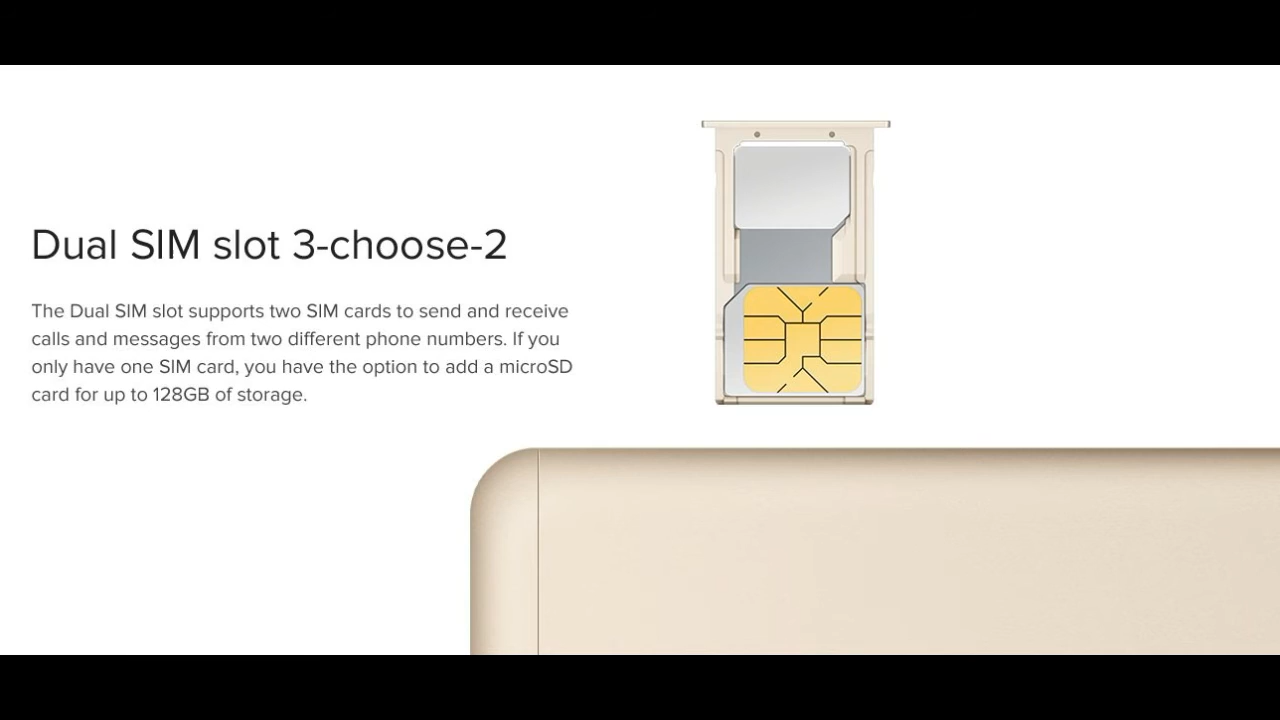 Dual SIM slot 3-choose-2
The Dual SIM slot supports two SIM cards to send and receive
calls and messages from two different phone numbers. If you
only have one SIM card, you have the option to add a microSD
card for up to 128GB of storage.